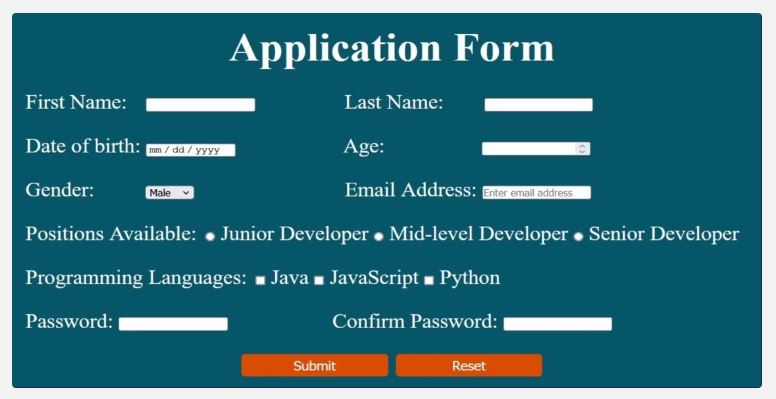 Application Form
First Name: Last Name:
Date of birth: mm / dd / yyyy Age:
Gender: Male Email Address: Enter email address
Positions Available: Junior Developer Mid-level Developer Senior Developer
Programming Languages: Java JavaScript Python
Password: Confirm Password:
Submit Reset